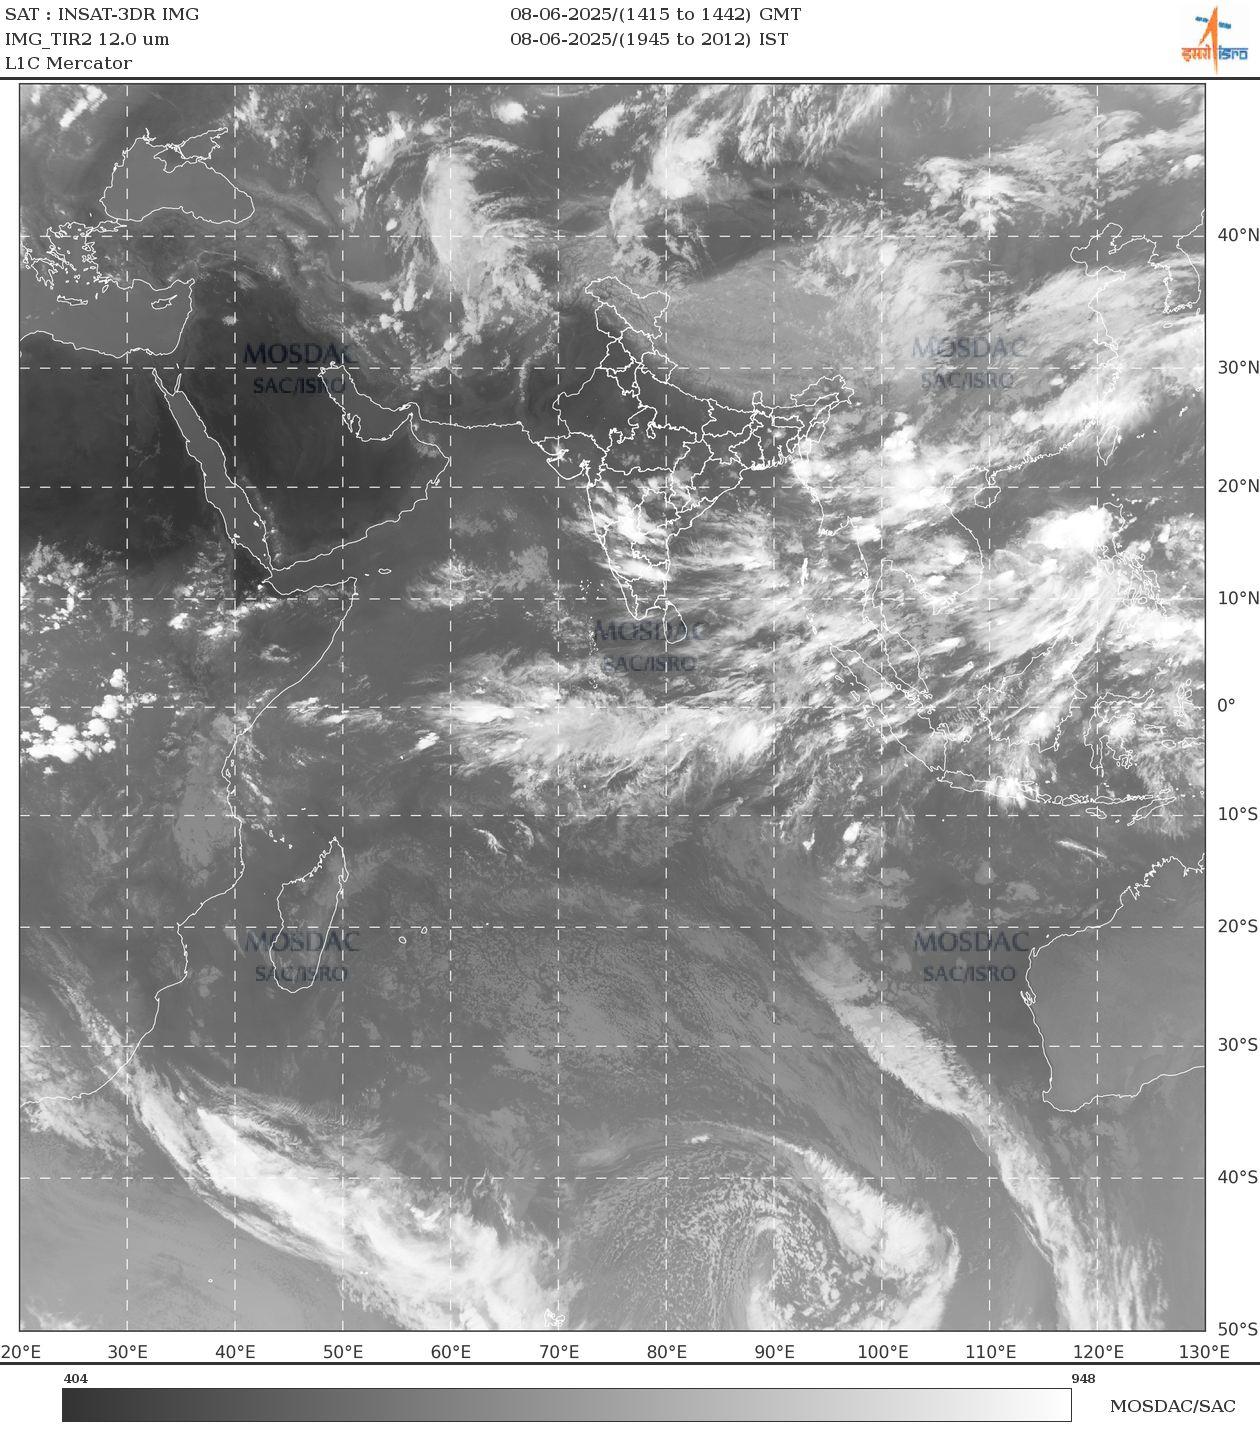 SAT : INSAT-3DR IMG
08-06-2025/(1415 to 1442) GMT
IMG_TIR2 12.0 um
08-06-2025/(1945 to 2012) IST
L1C Mercator
इसरो isro
40°N
MOSDAC
SAC/ISRO
MOSDAC
SAC/ISRO
30°N
20°N
10°N
MOSDAC
SAC/ISRO
0°
10°S
20°S
MOSDAC
SAC/ISRO
MOSDAC
SAC/ISRO
30°S
40°S
50°S
20°E 30°E 40°E 50°E 60°E 70°E 80°E 90°E 100°E 110°E 120°E 130°E
404
948
MOSDAC/SAC